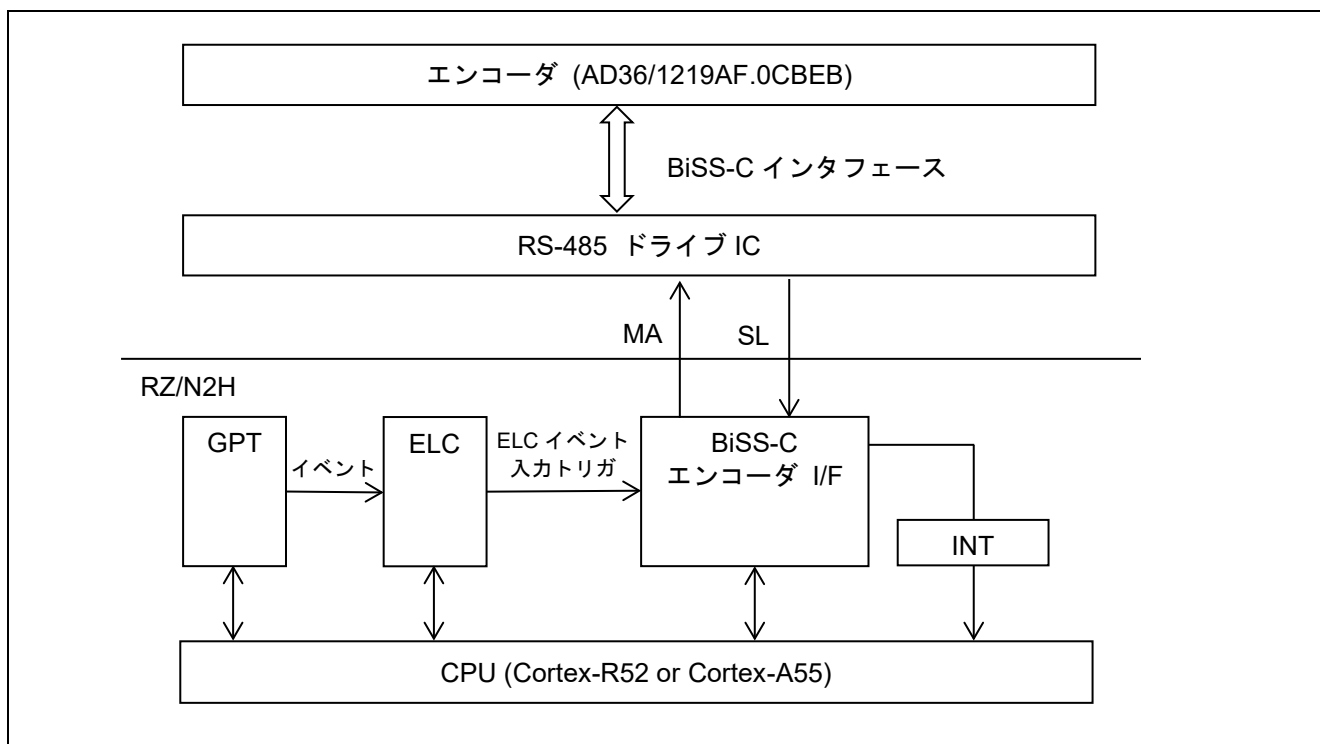 エンコーダ (AD36/1219AF.0CBEB)
BiSS-C インタフェース
RS-485 ドライブ IC
MA
SL
RZ/N2H
GPT
イベント
ELC
ELC イベント
入力トリガ
BiSS-C
エンコーダ I/F
INT
CPU (Cortex-R52 or Cortex-A55)